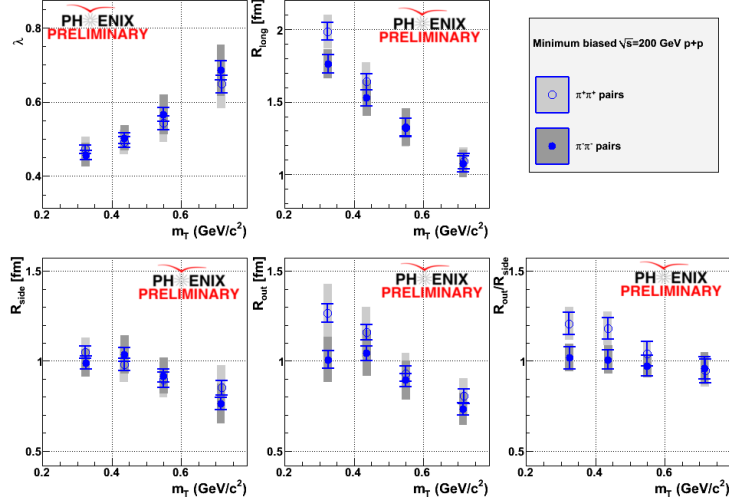 PHENIX
PRELIMINARY
λ
0.8
0.6
0.4
0.2 0.4 0.6
m_T (GeV/c²)
PHENIX
PRELIMINARY
R_long [fm]
2
1.5
1
0.2 0.4 0.6
m_T (GeV/c²)
Minimum biased √s=200 GeV p+p
π⁺π⁺ pairs
π⁻π⁻ pairs
PHENIX
PRELIMINARY
R_side [fm]
1.5
1
0.5
0.2 0.4 0.6
m_T (GeV/c²)
PHENIX
PRELIMINARY
R_out [fm]
1.5
1
0.5
0.2 0.4 0.6
m_T (GeV/c²)
PHENIX
PRELIMINARY
R_out/R_side
1.5
1
0.5
0.2 0.4 0.6
m_T (GeV/c²)